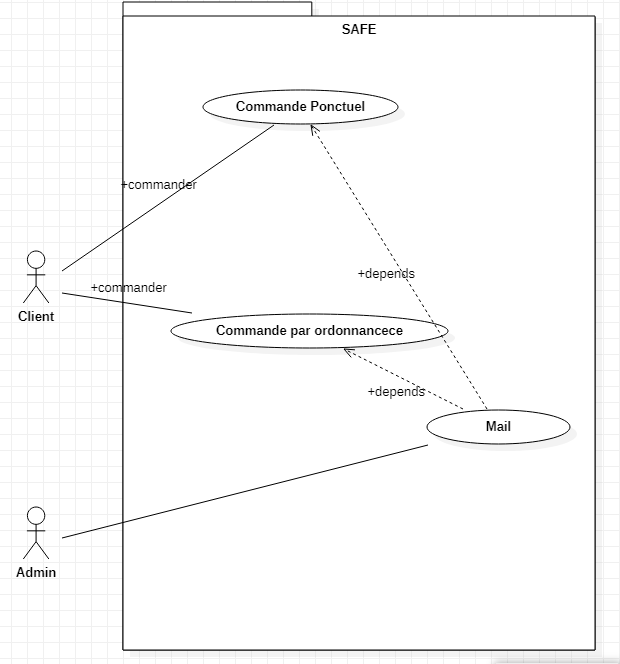 SAFE
Commande Ponctuel
+commander
+depends
+commander
Client
Commande par ordonnancece
+depends
Mail
Admin